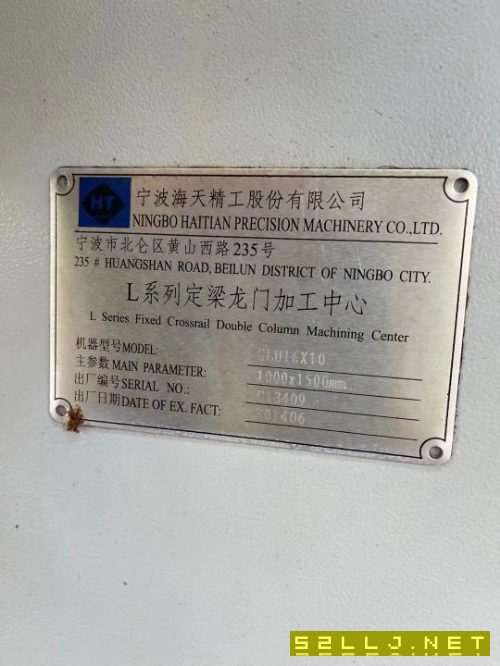 HT
宁波海天精工股份有限公司
NINGBO HAITIAN PRECISION MACHINERY CO.,LTD.
宁波市北仑区黄山西路235号
235 # HUANGSHAN ROAD, BEILUN DISTRICT OF NINGBO CITY.
L系列定梁龙门加工中心
L Series Fixed Crossrail Double Column Machining Center
机器型号MODEL: GLU16X10
主参数MAIN PARAMETER: 1000x1500mm
出厂编号SERIAL NO.:
出厂日期DATE OF EX. FACT: 201406
52LLJ.NET